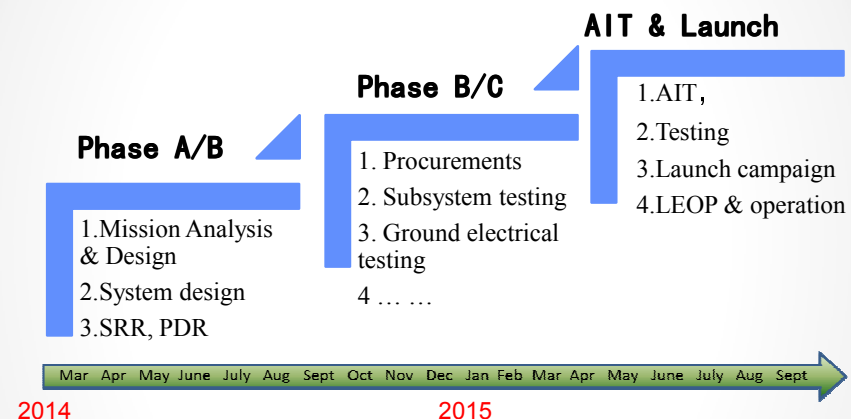 AIT & Launch
Phase B/C
1.AIT，
2.Testing
3.Launch campaign
4.LEOP & operation
Phase A/B
1. Procurements
2. Subsystem testing
3. Ground electrical
testing
4 … …
1.Mission Analysis
& Design
2.System design
3.SRR, PDR
Mar Apr May June July Aug Sept Oct Nov Dec Jan Feb Mar Apr May June July Aug Sept
2014 2015